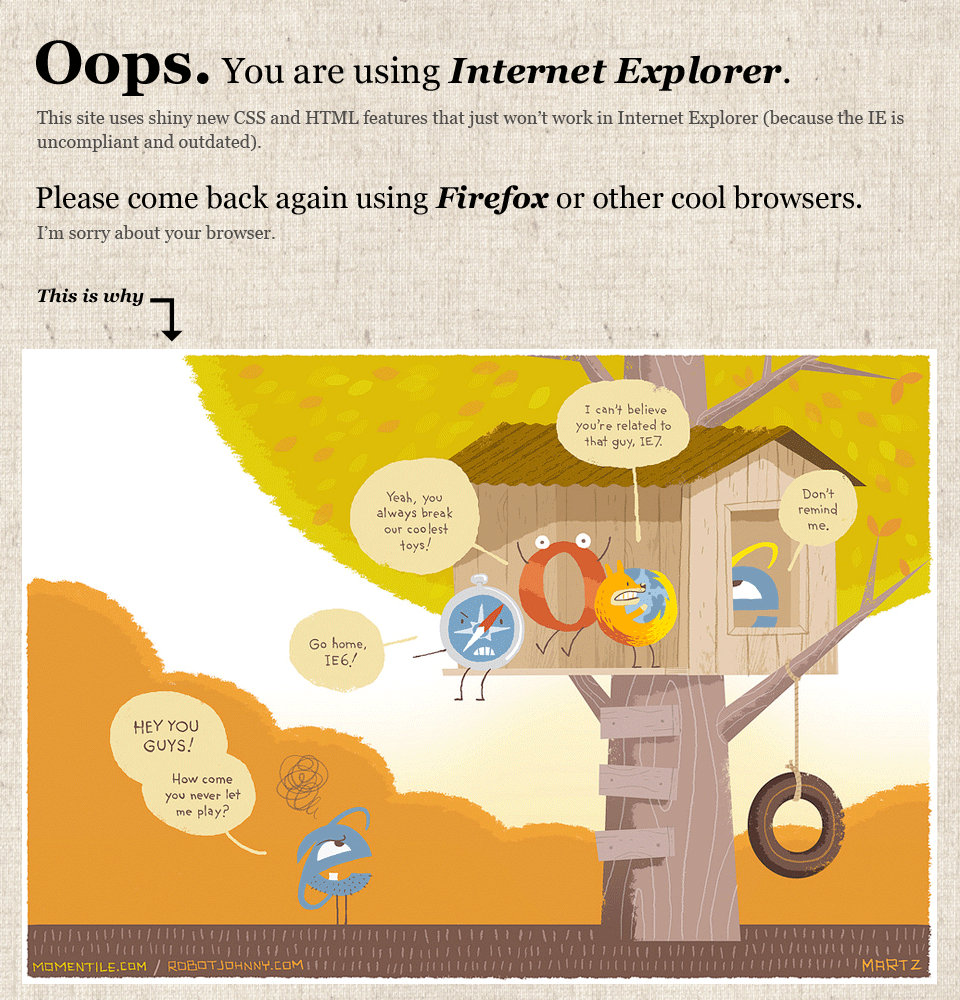 Oops. You are using Internet Explorer.
This site uses shiny new CSS and HTML features that just won’t work in Internet Explorer (because the IE is
uncompliant and outdated).
Please come back again using Firefox or other cool browsers.
I’m sorry about your browser.
This is why
I can't believe
you're related to
that guy, IE7.
Yeah, you
always break
our coolest
toys!
Don't
remind
me.
Go home,
IE6!
HEY YOU
GUYS!
How come
you never let
me play?
MOMENTILE.COM / ROBOTJOHNNY.COM
MARTZ